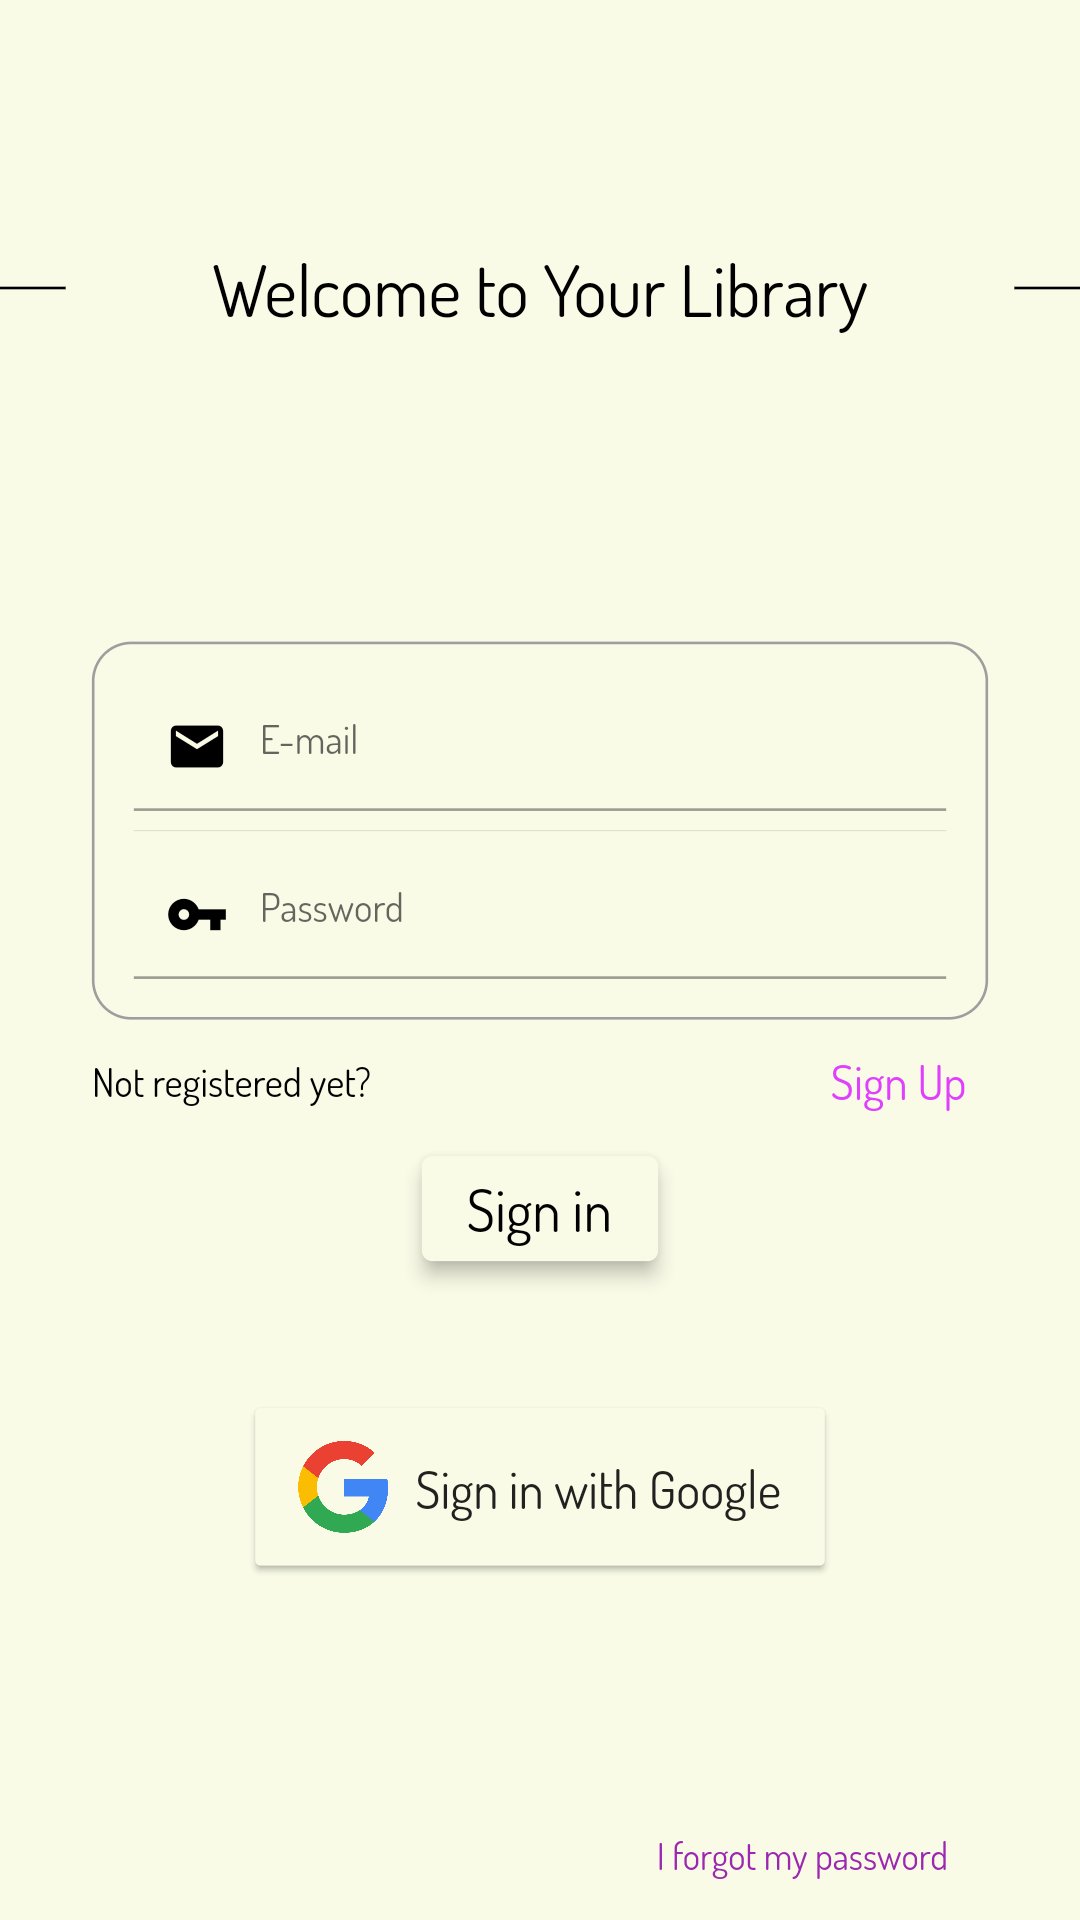 Welcome to Your Library
E-mail
Password
Not registered yet?
Sign Up
Sign in
Sign in with Google
I forgot my password